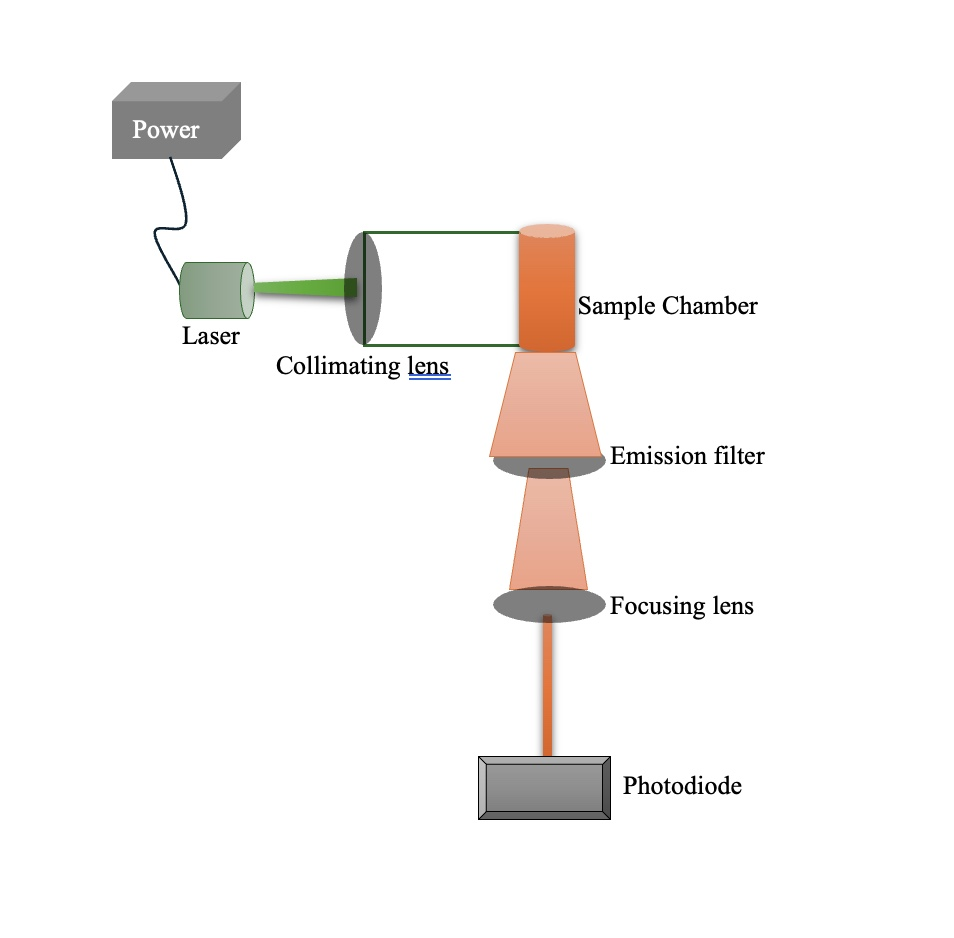 Power
Laser
Collimating lens
Sample Chamber
Emission filter
Focusing lens
Photodiode